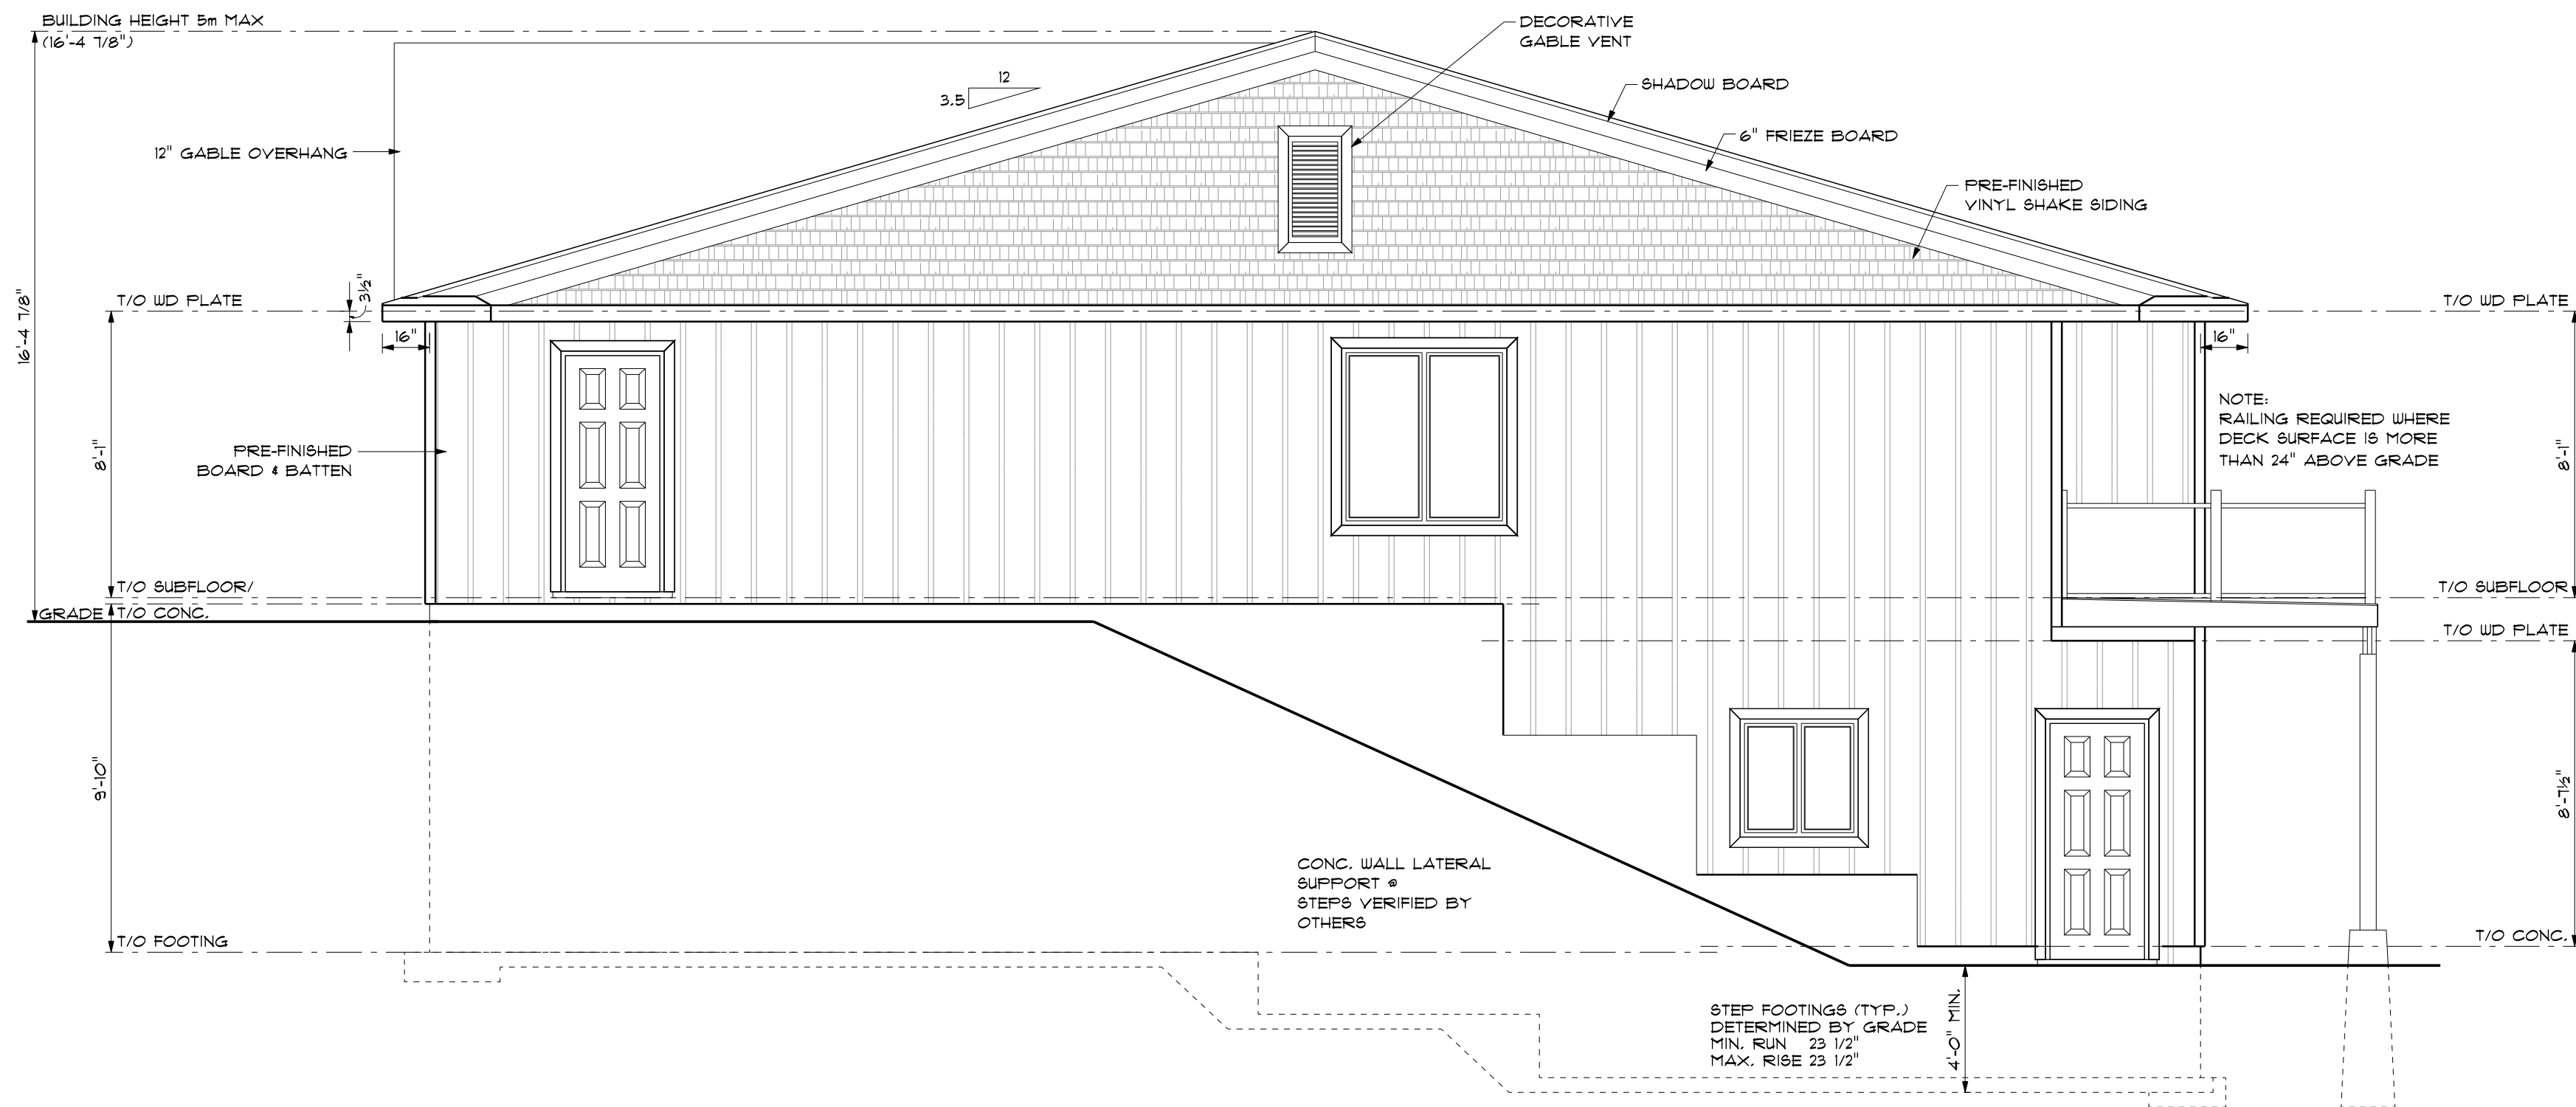 BUILDING HEIGHT 5m MAX
(16'-4 7/8")
DECORATIVE
GABLE VENT
12
3.5
SHADOW BOARD
6" FRIEZE BOARD
12" GABLE OVERHANG
PRE-FINISHED
VINYL SHAKE SIDING
16'-4 7/8"
T/O WD PLATE
3½"
16"
T/O WD PLATE
16"
NOTE:
RAILING REQUIRED WHERE
DECK SURFACE IS MORE
THAN 24" ABOVE GRADE
8'-1"
PRE-FINISHED
BOARD & BATTEN
8'-1"
T/O SUBFLOOR/
T/O CONC.
GRADE
T/O SUBFLOOR
T/O WD PLATE
9'-10"
8'-7½"
CONC. WALL LATERAL
SUPPORT @
STEPS VERIFIED BY
OTHERS
T/O FOOTING
T/O CONC.
STEP FOOTINGS (TYP.)
DETERMINED BY GRADE
MIN. RUN 23 1/2"
MAX. RISE 23 1/2"
4'-0" MIN.